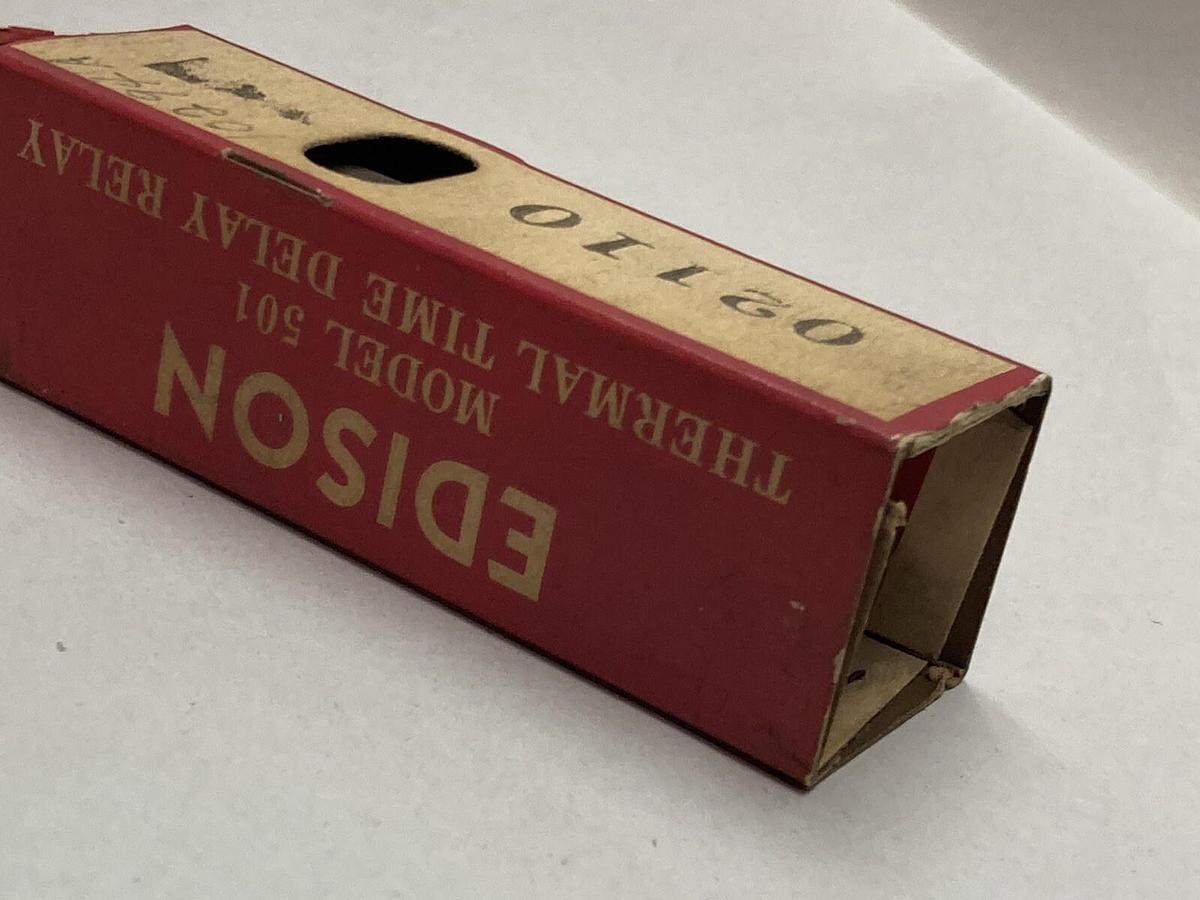 EDISON
MODEL 501
THERMAL TIME DELAY RELAY
02110